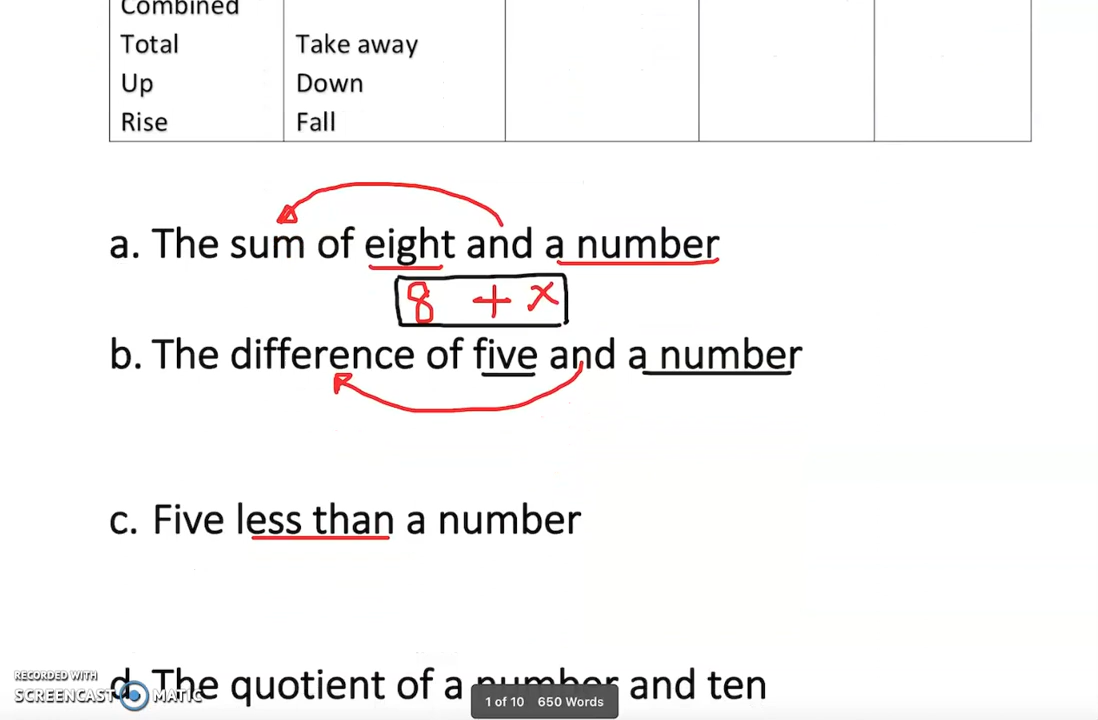 Combined
Total Take away
Up Down
Rise Fall
a. The sum of eight and a number
8 + x
b. The difference of five and a number
c. Five less than a number
d. The quotient of a number and ten
RECORDED WITH
SCREENCAST MATIC
1 of 10 650 Words